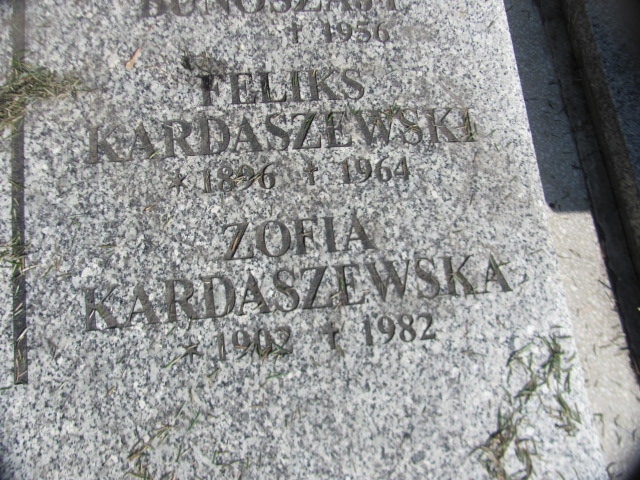 † 1956
FELIKS
KARDASZEWSKI
* 1896 † 1964
ZOFIA
KARDASZEWSKA
* 1902 † 1982